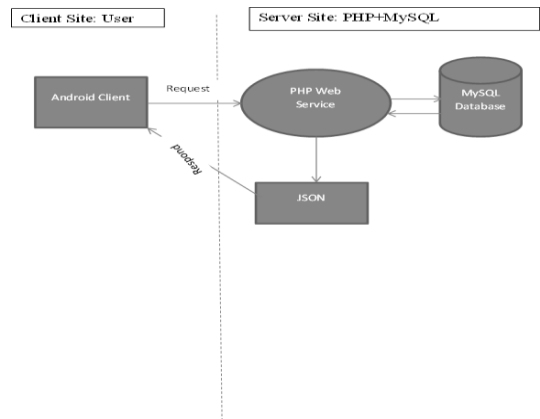 Client Site: User
Server Site: PHP+MySQL
Android Client
Request
PHP Web
Service
MySQL
Database
Respond
JSON